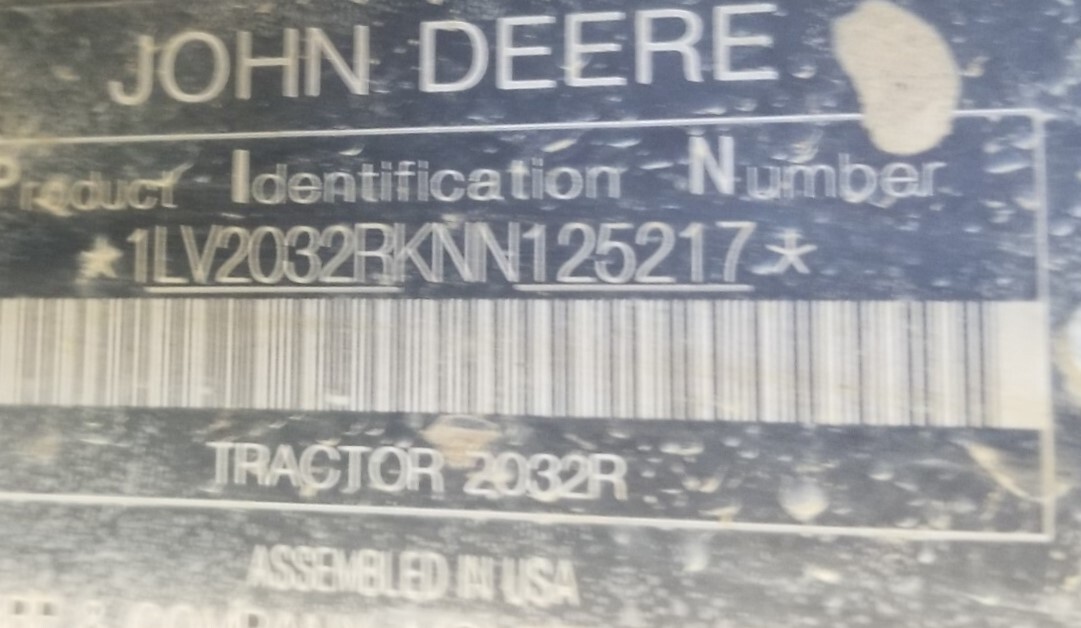 JOHN DEERE
Product Identification Number
*1LV2032RKNN125217*
TRACTOR 2032R
ASSEMBLED IN USA